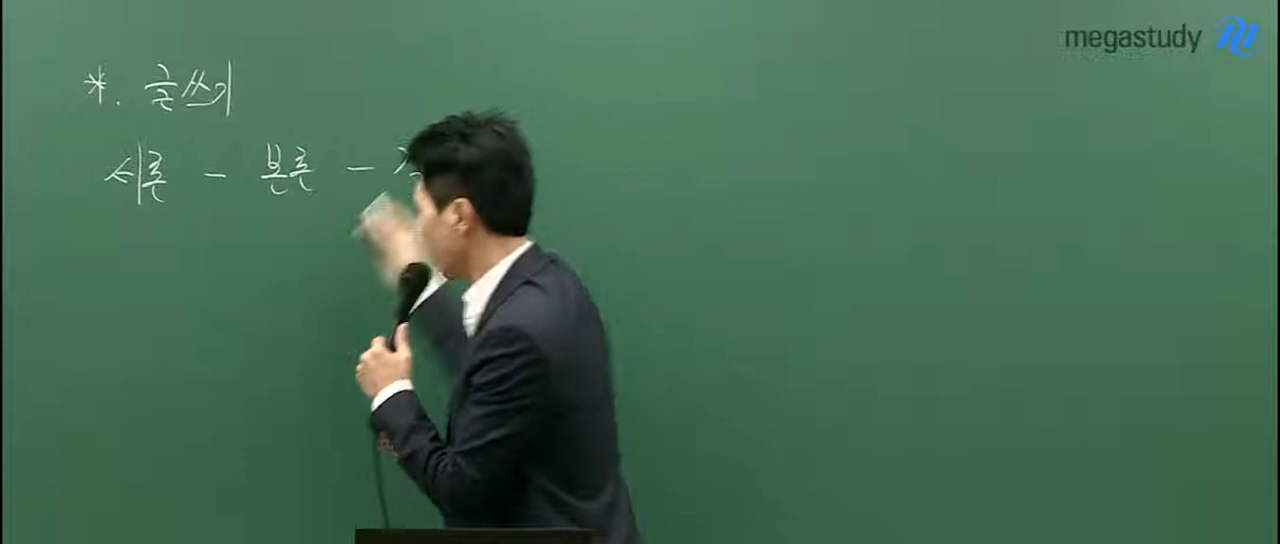 megastudy
*. 글쓰기
서론 - 본론 -